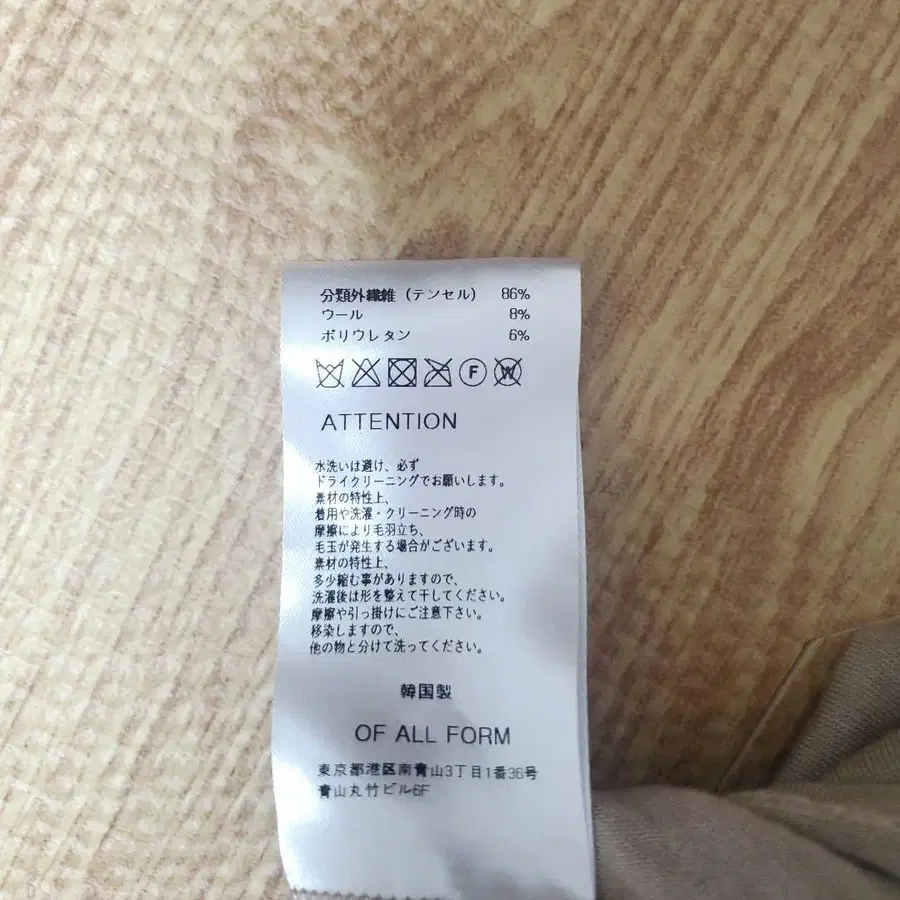 分類外繊維 (テンセル) 86%
ウール 8%
ポリウレタン 6%
F W
ATTENTION
水洗いは避け、必ず
ドライクリーニングでお願いします。
素材の特性上、
着用や洗濯・クリーニング時の
摩擦により毛羽立ち、
毛玉が発生する場合がございます。
素材の特性上、
多少縮む事がありますので、
洗濯後は形を整えて干してください。
摩擦や引っ掛けにご注意下さい。
移染しますので、
他の物と分けて洗ってください。
韓国製
OF ALL FORM
東京都港区南青山3丁目1番36号
青山丸竹ビル6F